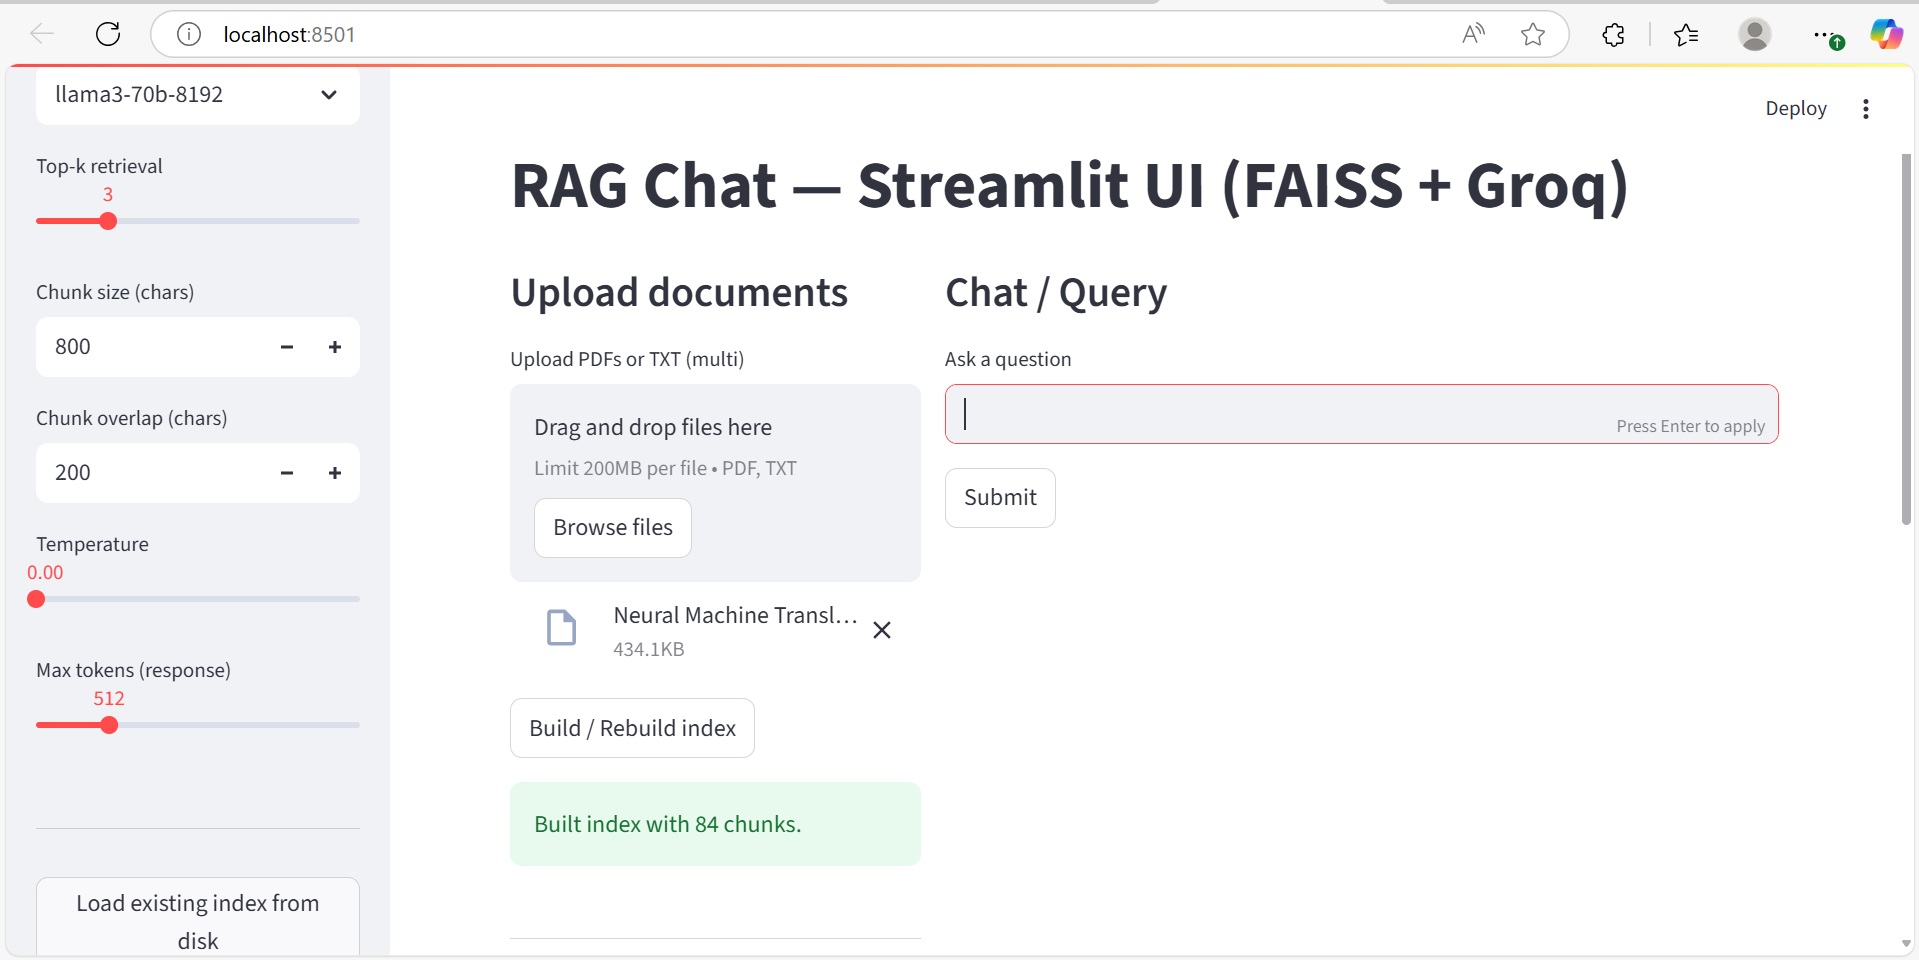 localhost:8501
llama3-70b-8192
Top-k retrieval
3
Chunk size (chars)
800
Chunk overlap (chars)
200
Temperature
0.00
Max tokens (response)
512
Load existing index from
disk
Deploy
RAG Chat — Streamlit UI (FAISS + Groq)
Upload documents
Upload PDFs or TXT (multi)
Drag and drop files here
Limit 200MB per file • PDF, TXT
Browse files
Neural Machine Transl…
434.1KB
Build / Rebuild index
Built index with 84 chunks.
Chat / Query
Ask a question
Press Enter to apply
Submit